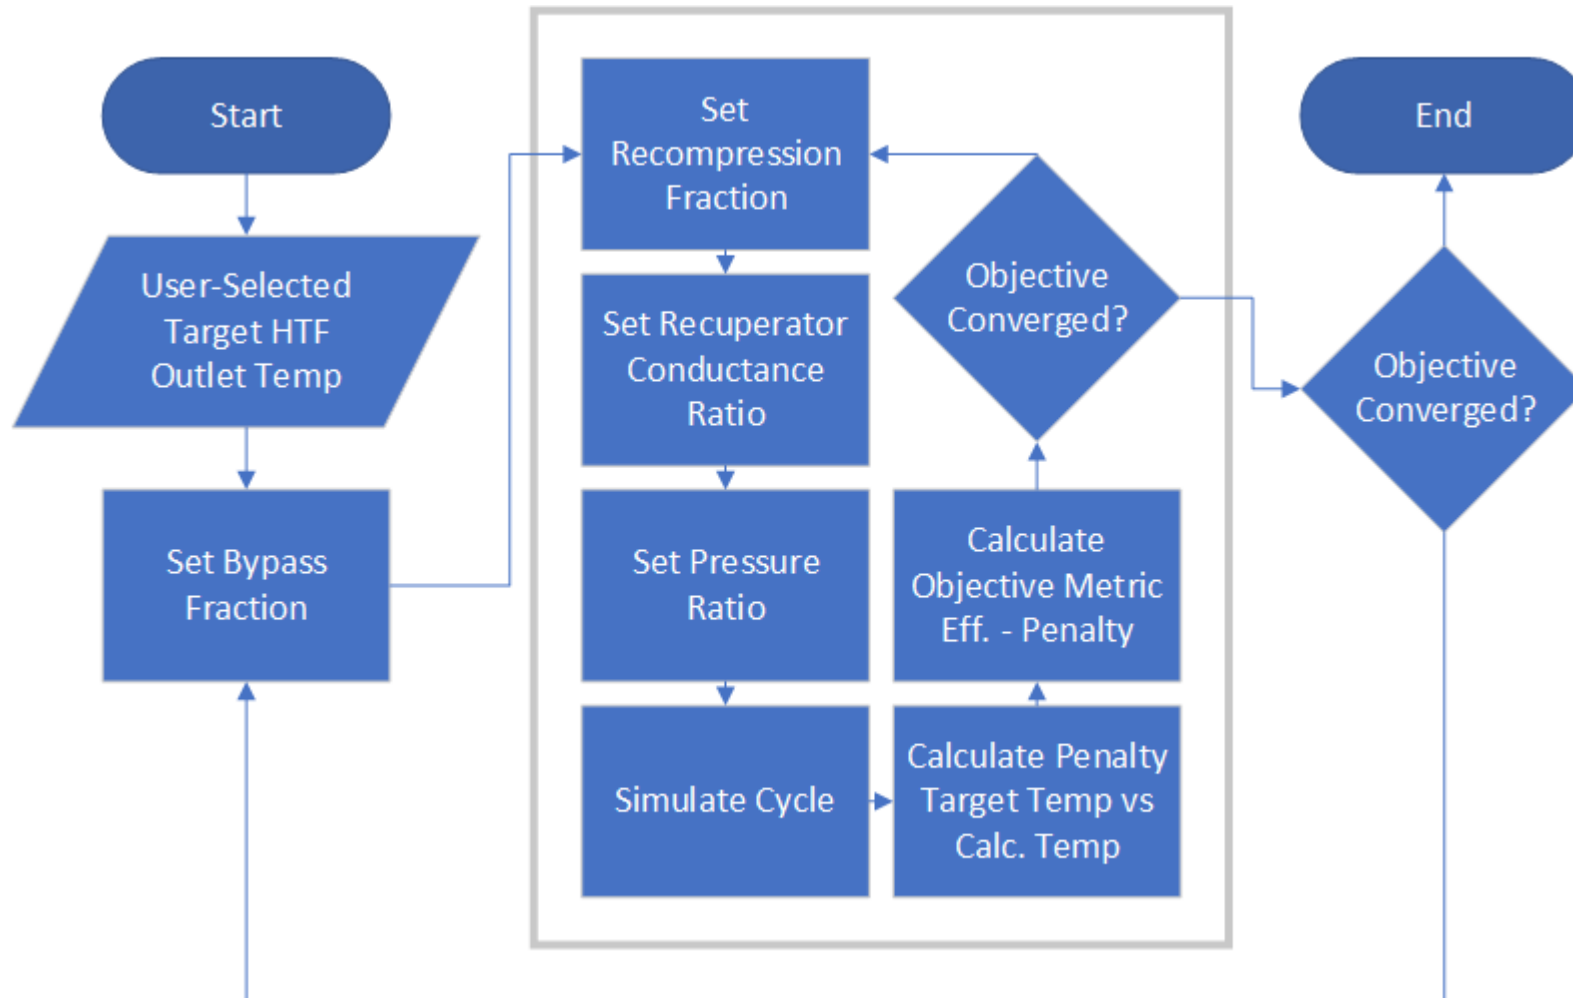 Start
User-Selected
Target HTF
Outlet Temp
Set Bypass
Fraction
Set
Recompression
Fraction
Set Recuperator
Conductance
Ratio
Set Pressure
Ratio
Simulate Cycle
Calculate Penalty
Target Temp vs
Calc. Temp
Calculate
Objective Metric
Eff. - Penalty
Objective
Converged?
Objective
Converged?
End